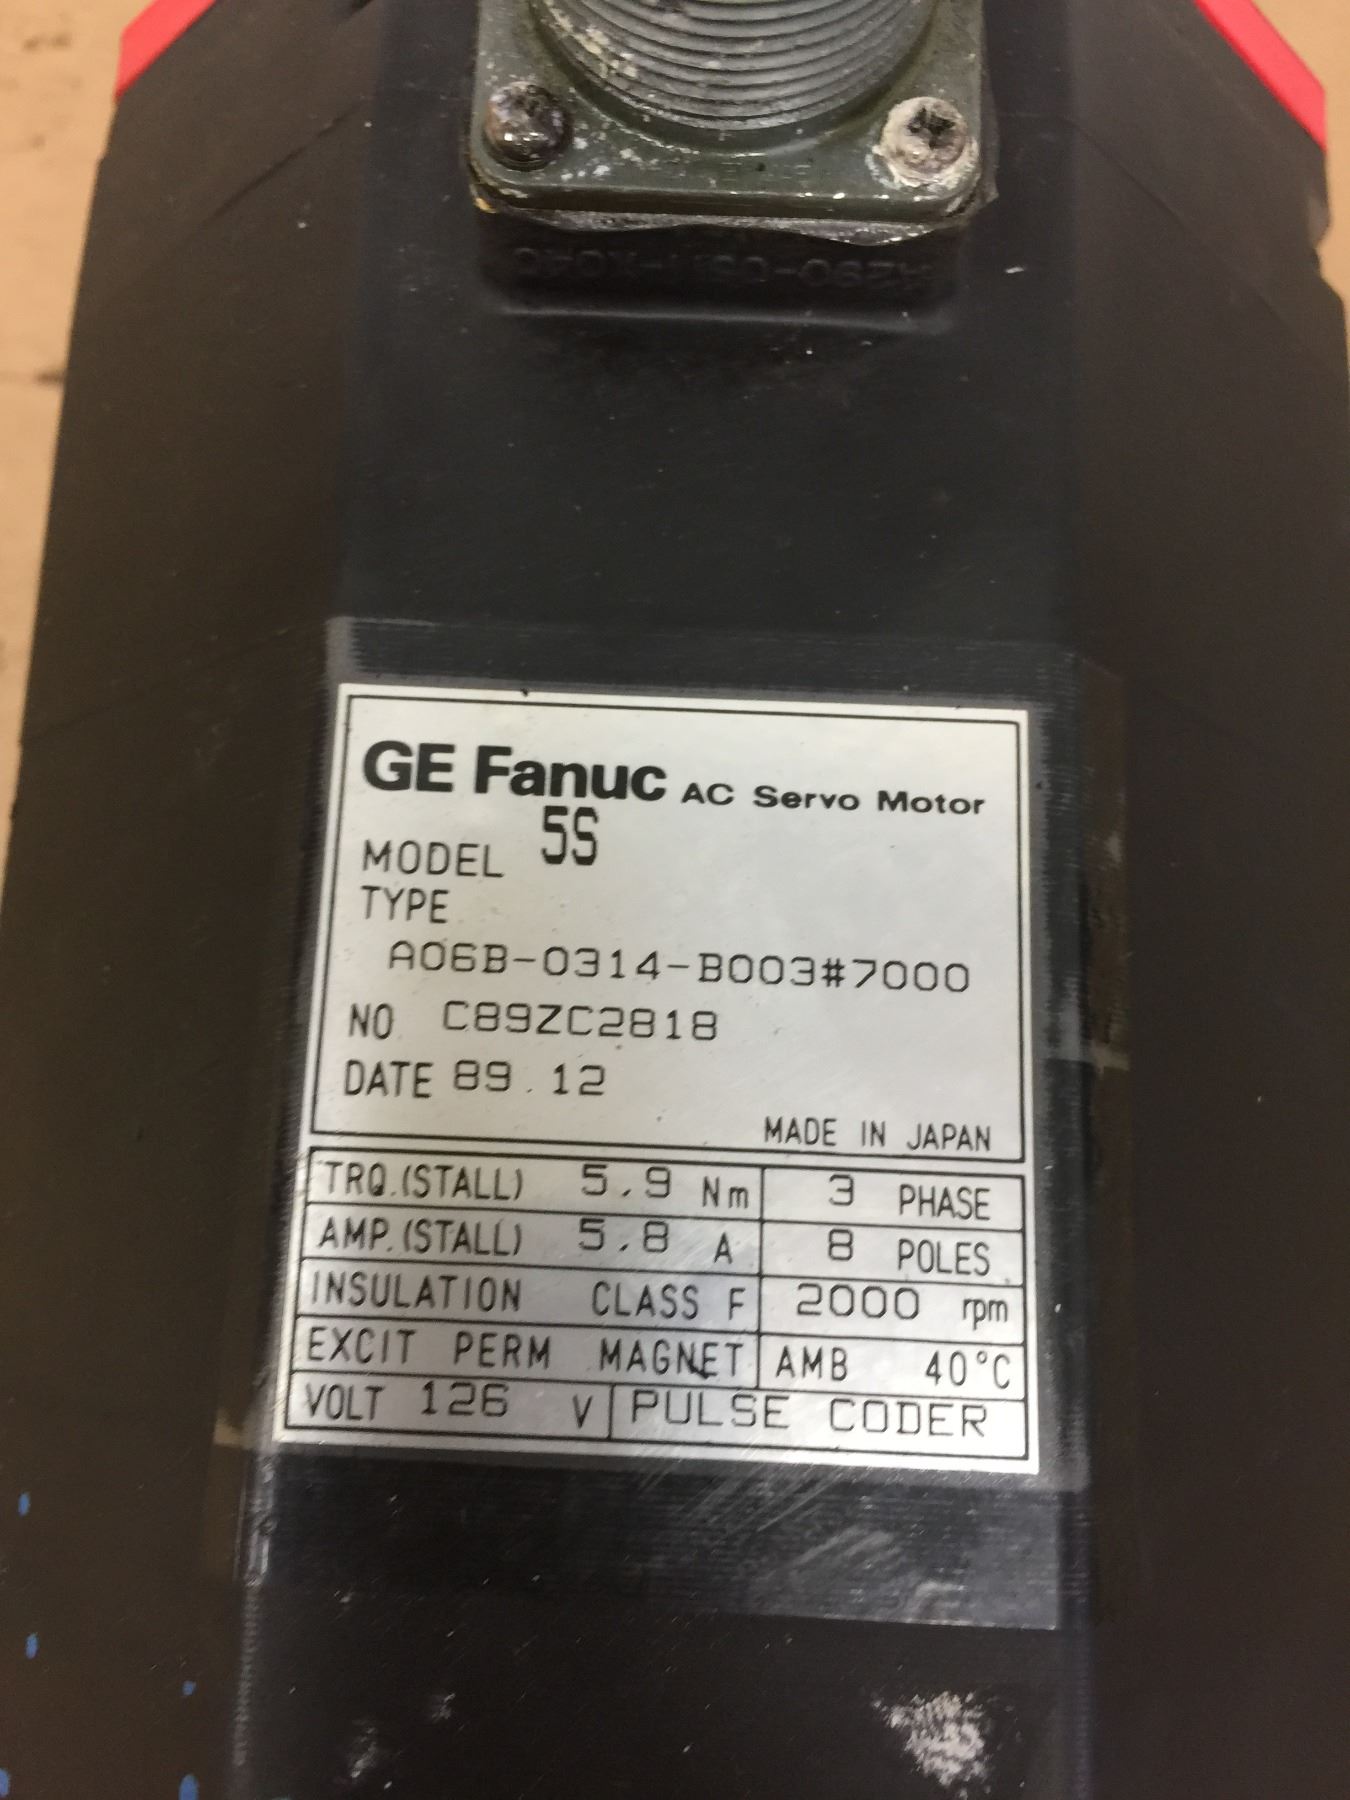 GE Fanuc AC Servo Motor
MODEL 5S
TYPE
A06B-0314-B003#7000
NO C89ZC2818
DATE 89.12
MADE IN JAPAN
TRQ.(STALL) 5.9 Nm 3 PHASE
AMP.(STALL) 5.8 A 8 POLES
INSULATION CLASS F 2000 rpm
EXCIT PERM MAGNET AMB 40°C
VOLT 126 V PULSE CODER